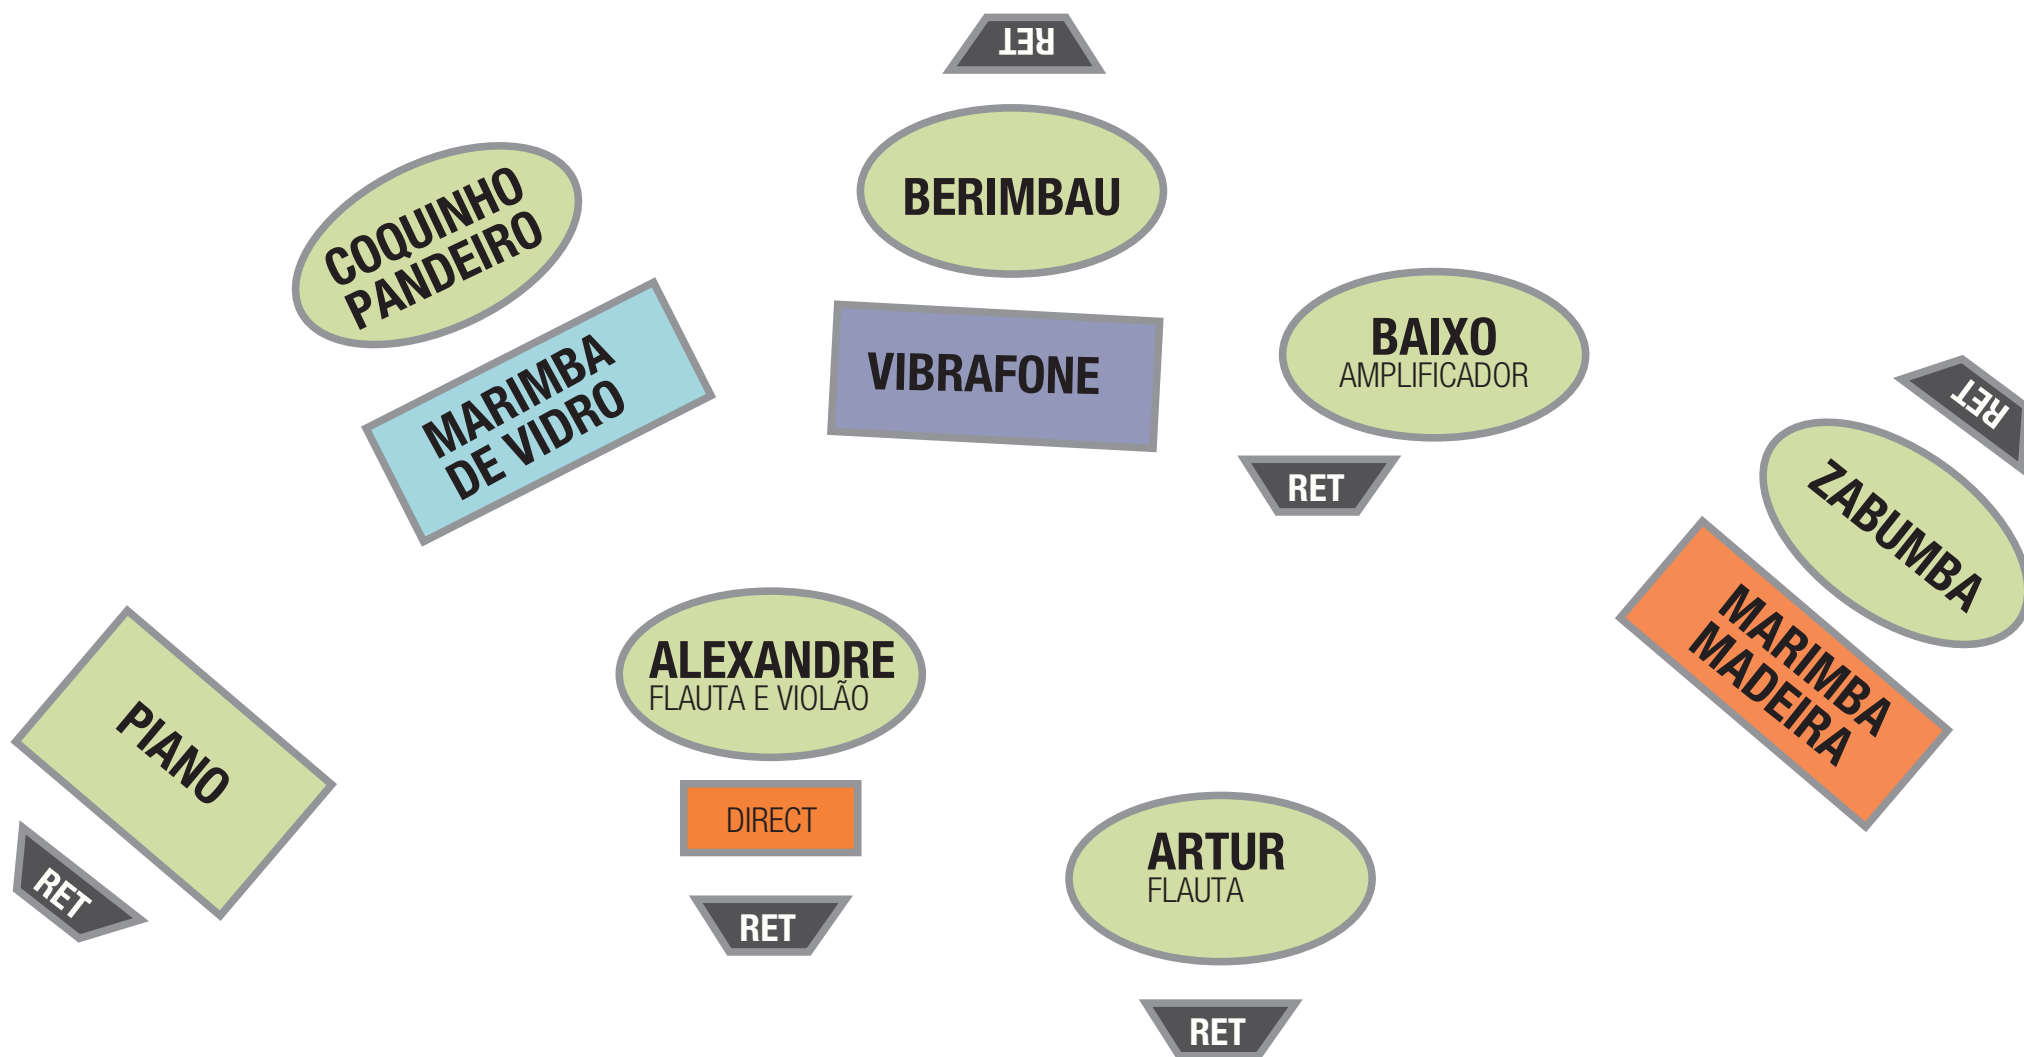 RET
BERIMBAU
COQUINHO
PANDEIRO
MARIMBA
DE VIDRO
VIBRAFONE
BAIXO
AMPLIFICADOR
RET
RET
ZABUMBA
MARIMBA
MADEIRA
PIANO
RET
ALEXANDRE
FLAUTA E VIOLÃO
DIRECT
RET
ARTUR
FLAUTA
RET